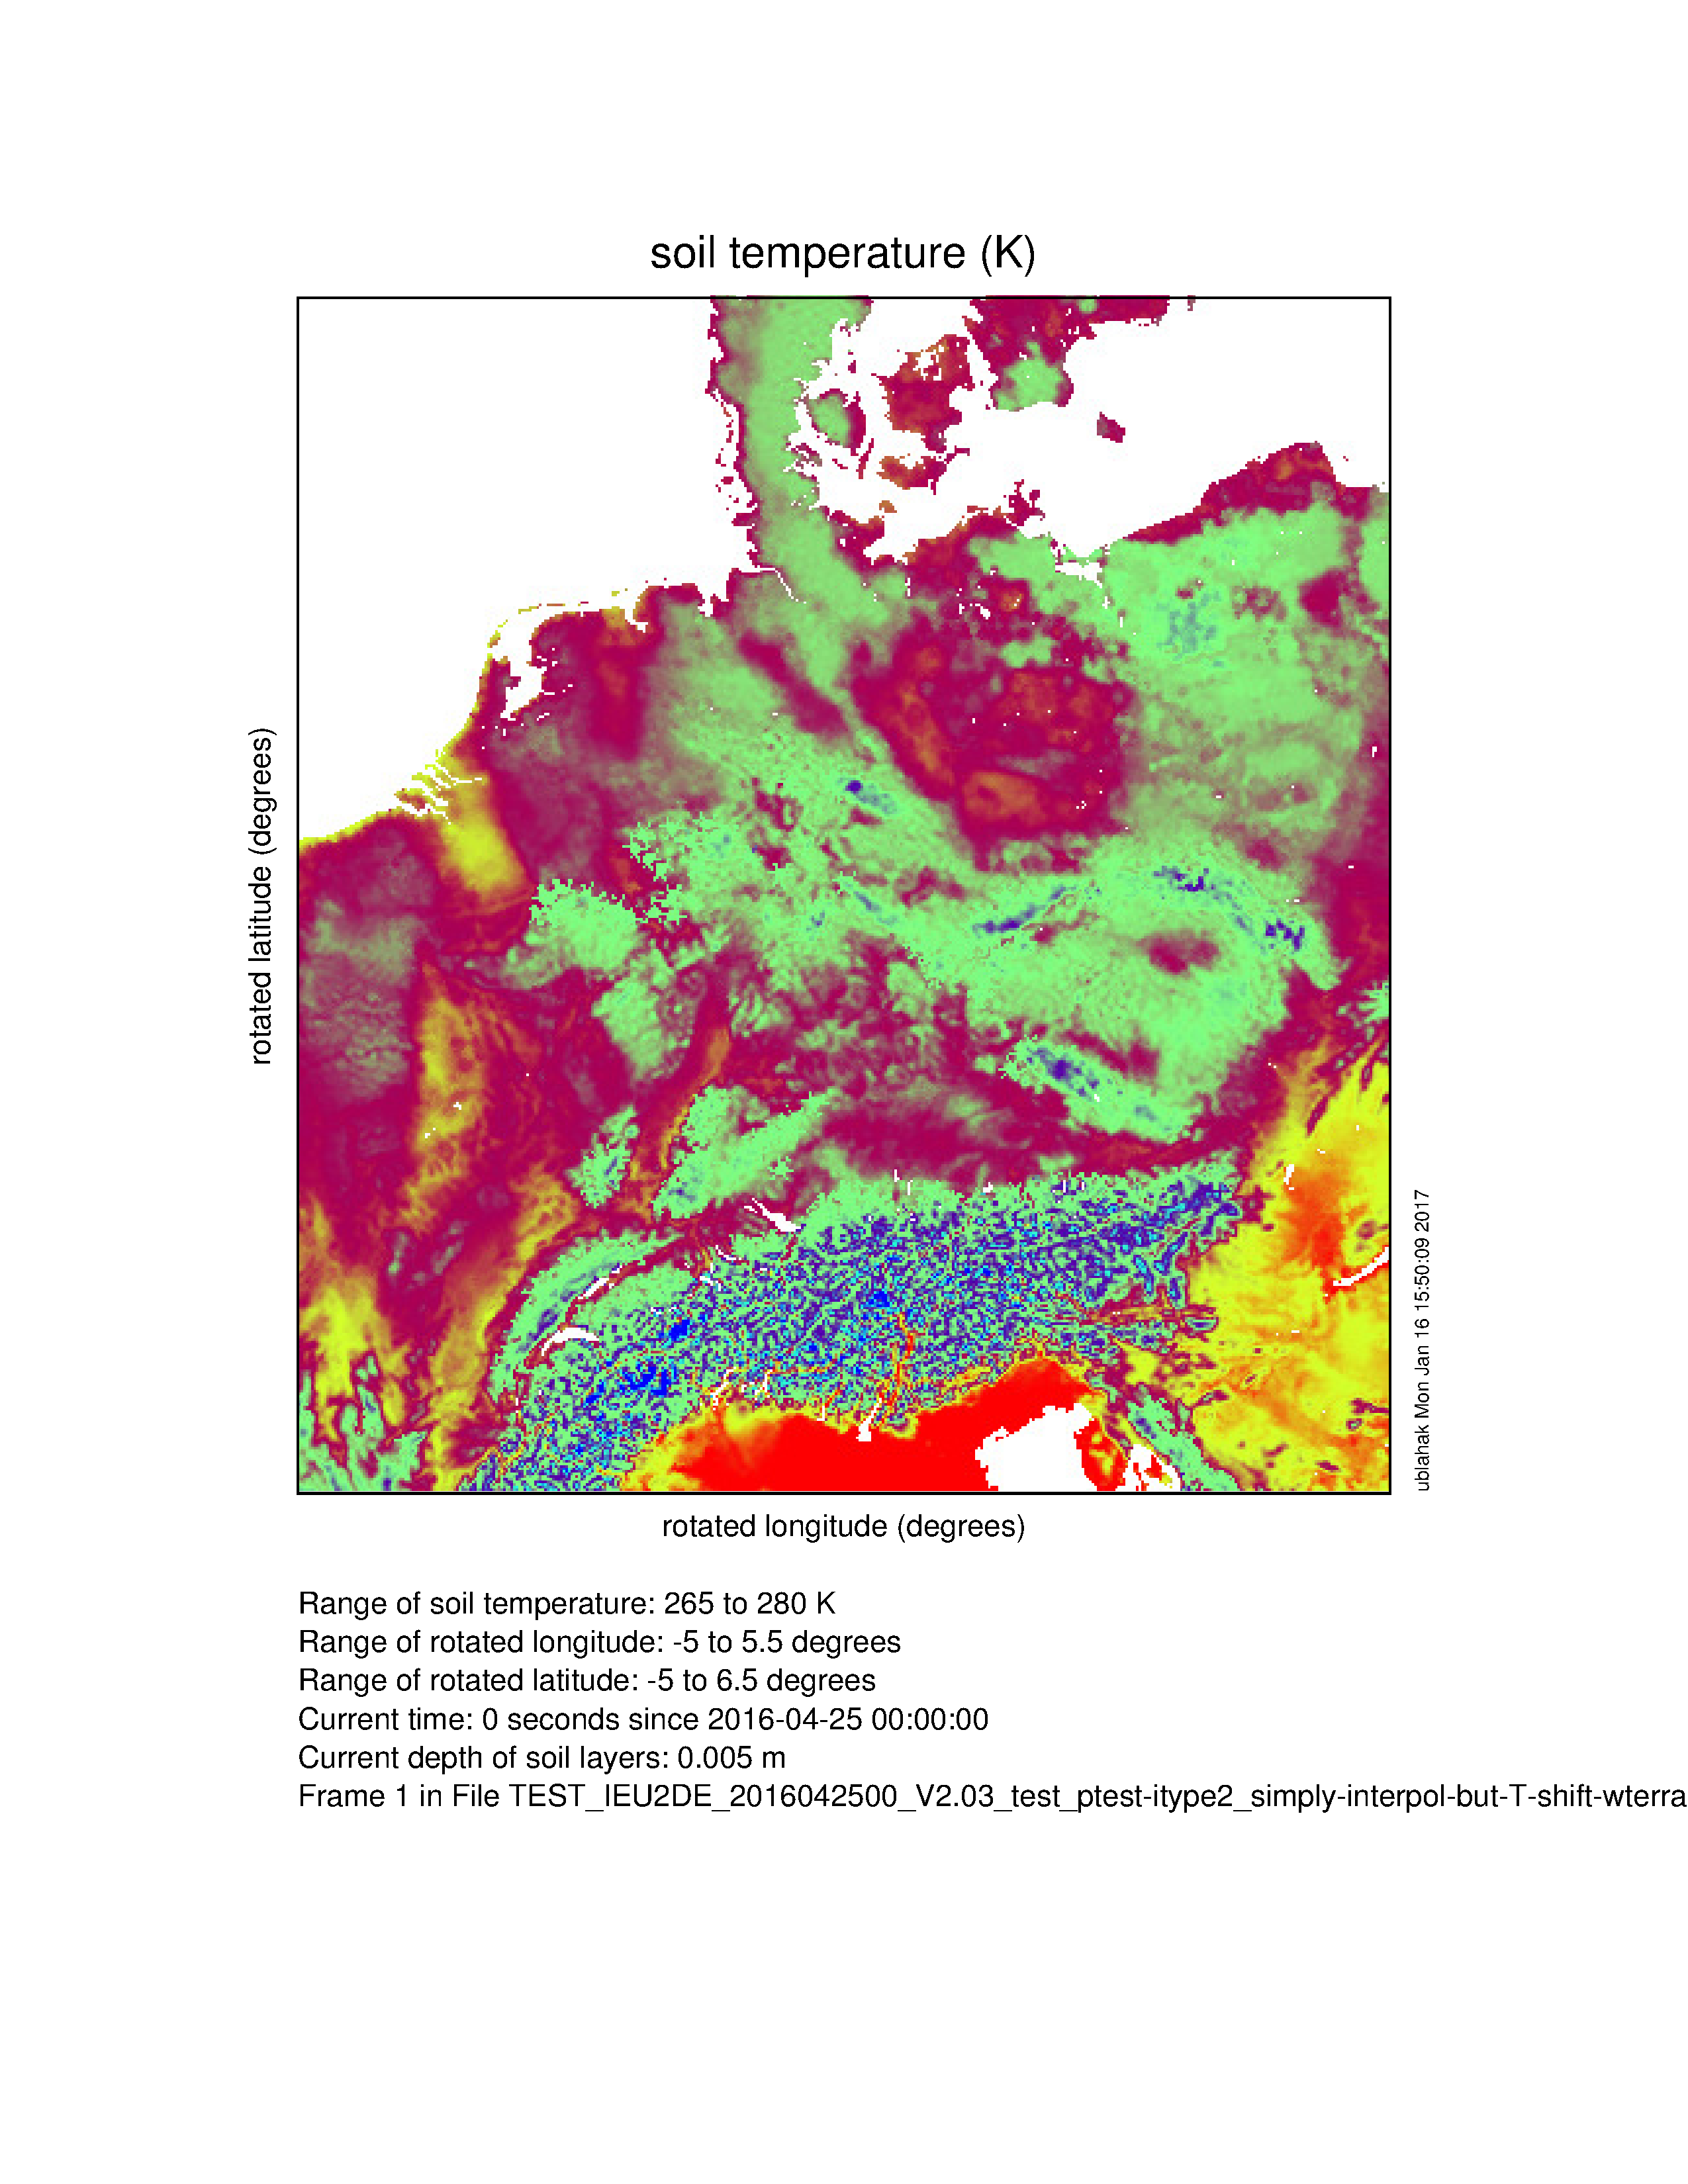 soil temperature (K)
rotated latitude (degrees)
ublahak Mon Jan 16 15:50:09 2017
rotated longitude (degrees)
Range of soil temperature: 265 to 280 K
Range of rotated longitude: -5 to 5.5 degrees
Range of rotated latitude: -5 to 6.5 degrees
Current time: 0 seconds since 2016-04-25 00:00:00
Current depth of soil layers: 0.005 m
Frame 1 in File TEST_IEU2DE_2016042500_V2.03_test_ptest-itype2_simply-interpol-but-T-shift-wterra